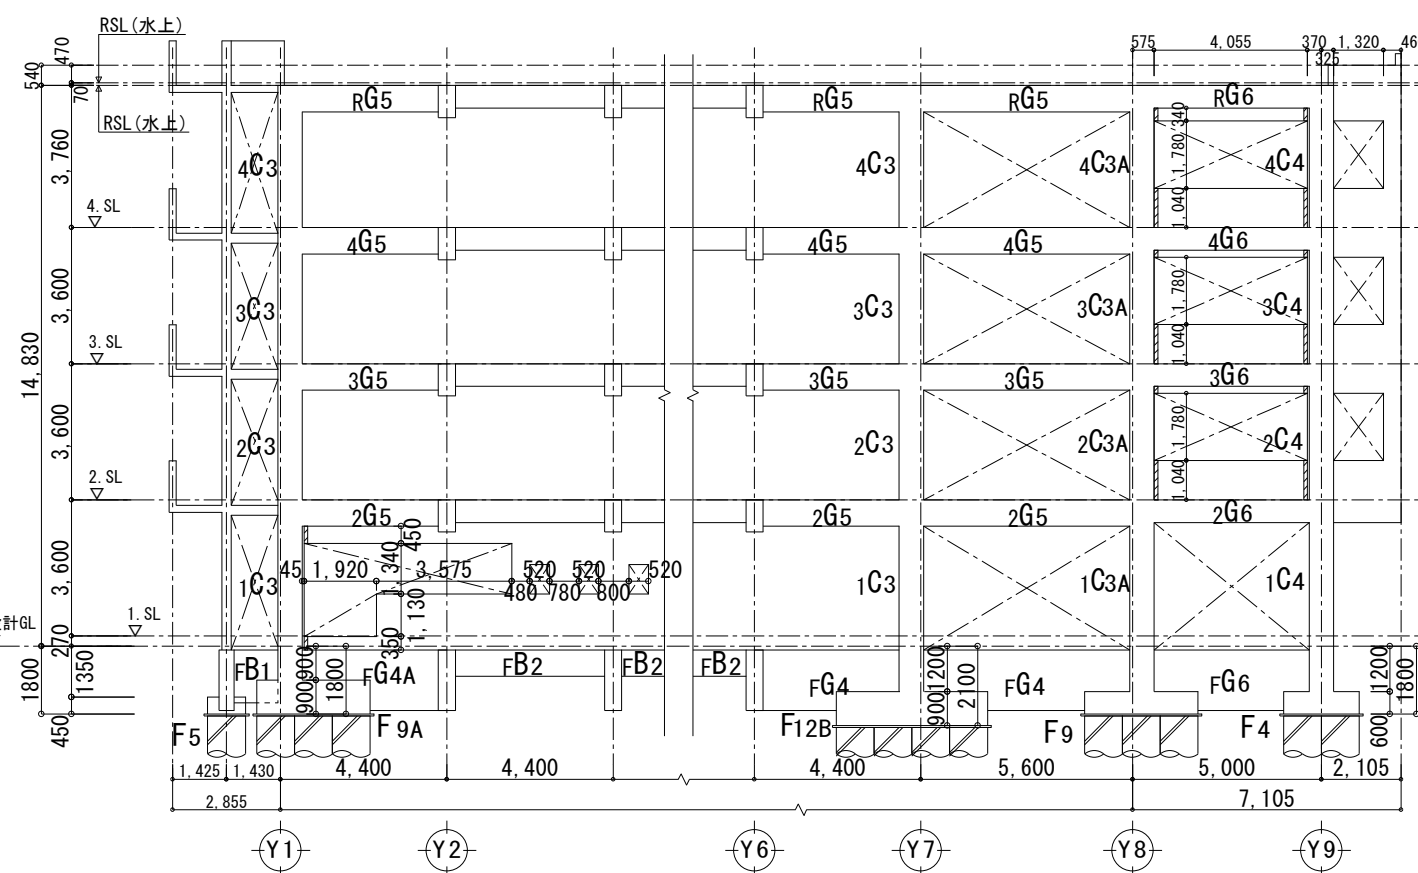 RSL(水上)
470
540
70
RSL(水上)
575
4,055
370
1,320
46
325
RG5
RG5
RG5
RG6
3,760
4C3
4C3
4C3A
4C4
340
1,780
1,040
4.SL
4G5
4G5
4G5
4G6
3,600
3C3
3C3
3C3A
3C4
1,780
1,040
14,830
3.SL
3G5
3G5
3G5
3G6
3,600
2C3
2C3
2C3A
2C4
1,780
1,040
2.SL
2G5
2G5
2G5
2G6
3,600
450
1,340
45
1,920
3,575
520
520
520
480
780
800
1,130
350
1C3
1C3
1C3A
1C4
計GL
1.SL
270
1800
1350
450
FB1
900
900
1800
FG4A
FB2
FB2
FB2
FG4
1200
900
2100
FG4
FG6
1200
600
1800
F5
F9A
F12B
F9
F4
1,425
1,430
4,400
4,400
4,400
5,600
5,000
2,105
2,855
7,105
Y1
Y2
Y6
Y7
Y8
Y9